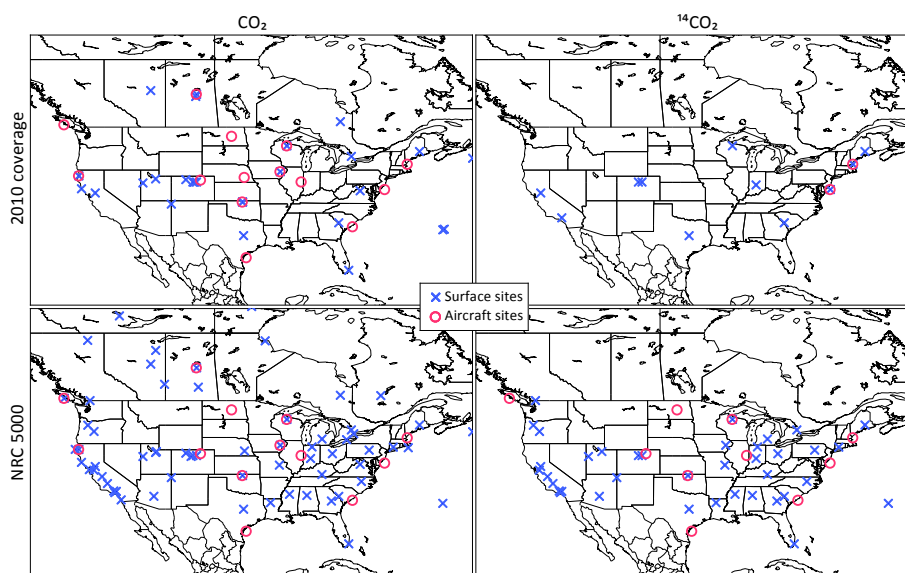 CO₂
¹⁴CO₂
2010 coverage
Surface sites
Aircraft sites
NRC 5000